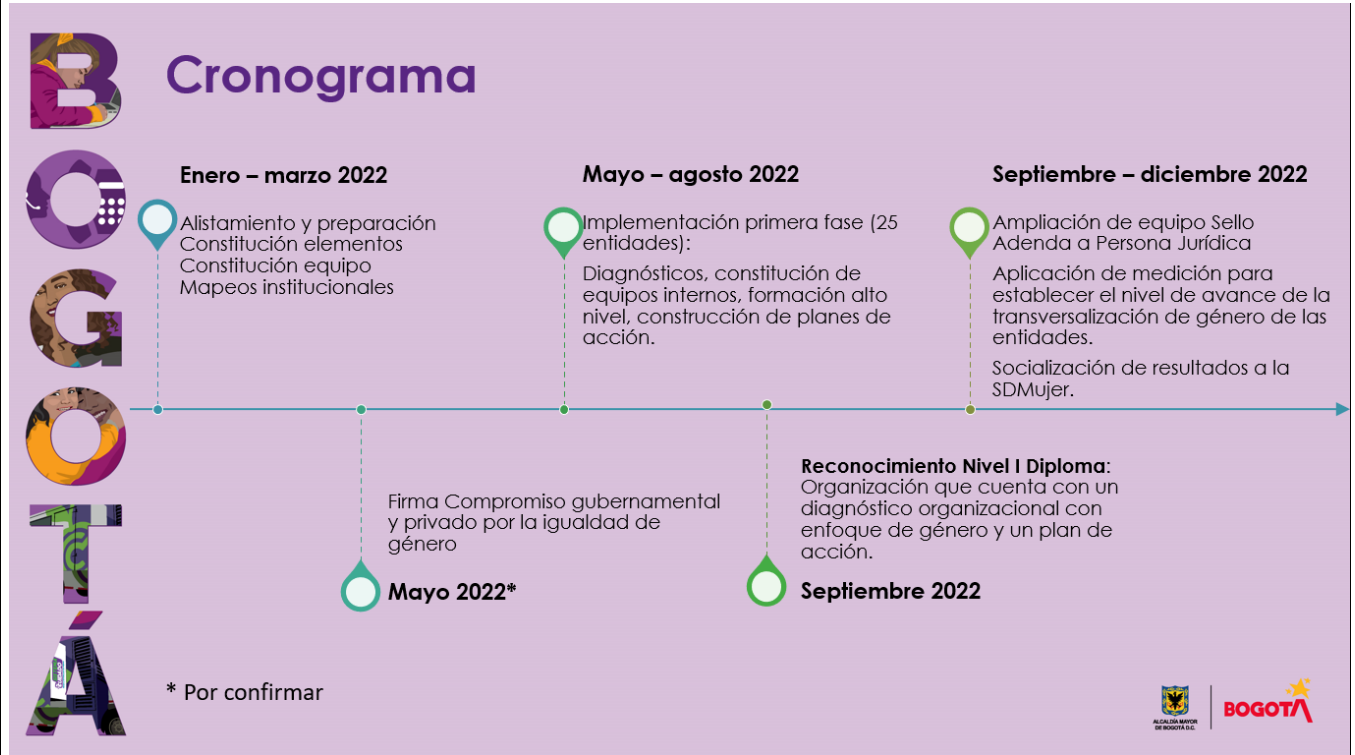 BOGOTÁ
Cronograma
Enero – marzo 2022
Alistamiento y preparación
Constitución elementos
Constitución equipo
Mapeos institucionales
Mayo – agosto 2022
Implementación primera fase (25
entidades):
Diagnósticos, constitución de
equipos internos, formación alto
nivel, construcción de planes de
acción.
Septiembre – diciembre 2022
Ampliación de equipo Sello
Adenda a Persona Jurídica
Aplicación de medición para
establecer el nivel de avance de la
transversalización de género de las
entidades.
Socialización de resultados a la
SDMujer.
Firma Compromiso gubernamental
y privado por la igualdad de
género
Mayo 2022*
Reconocimiento Nivel I Diploma:
Organización que cuenta con un
diagnóstico organizacional con
enfoque de género y un plan de
acción.
Septiembre 2022
* Por confirmar
ALCALDÍA MAYOR
DE BOGOTÁ D.C.
BOGOTÁ